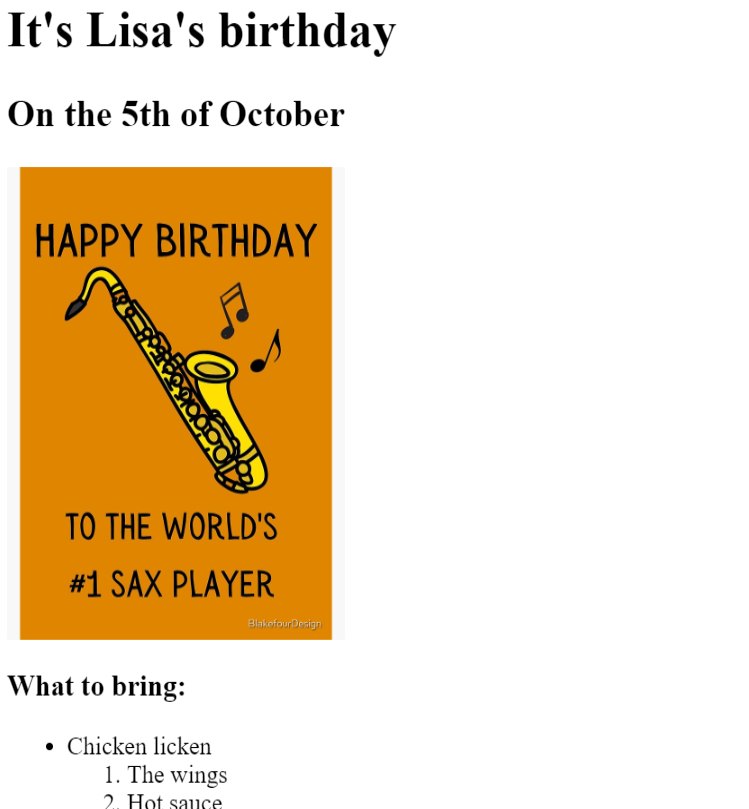 It's Lisa's birthday
On the 5th of October
HAPPY BIRTHDAY
TO THE WORLD'S
#1 SAX PLAYER
BlakefourDesign
What to bring:
• Chicken licken
1. The wings
2. Hot sauce